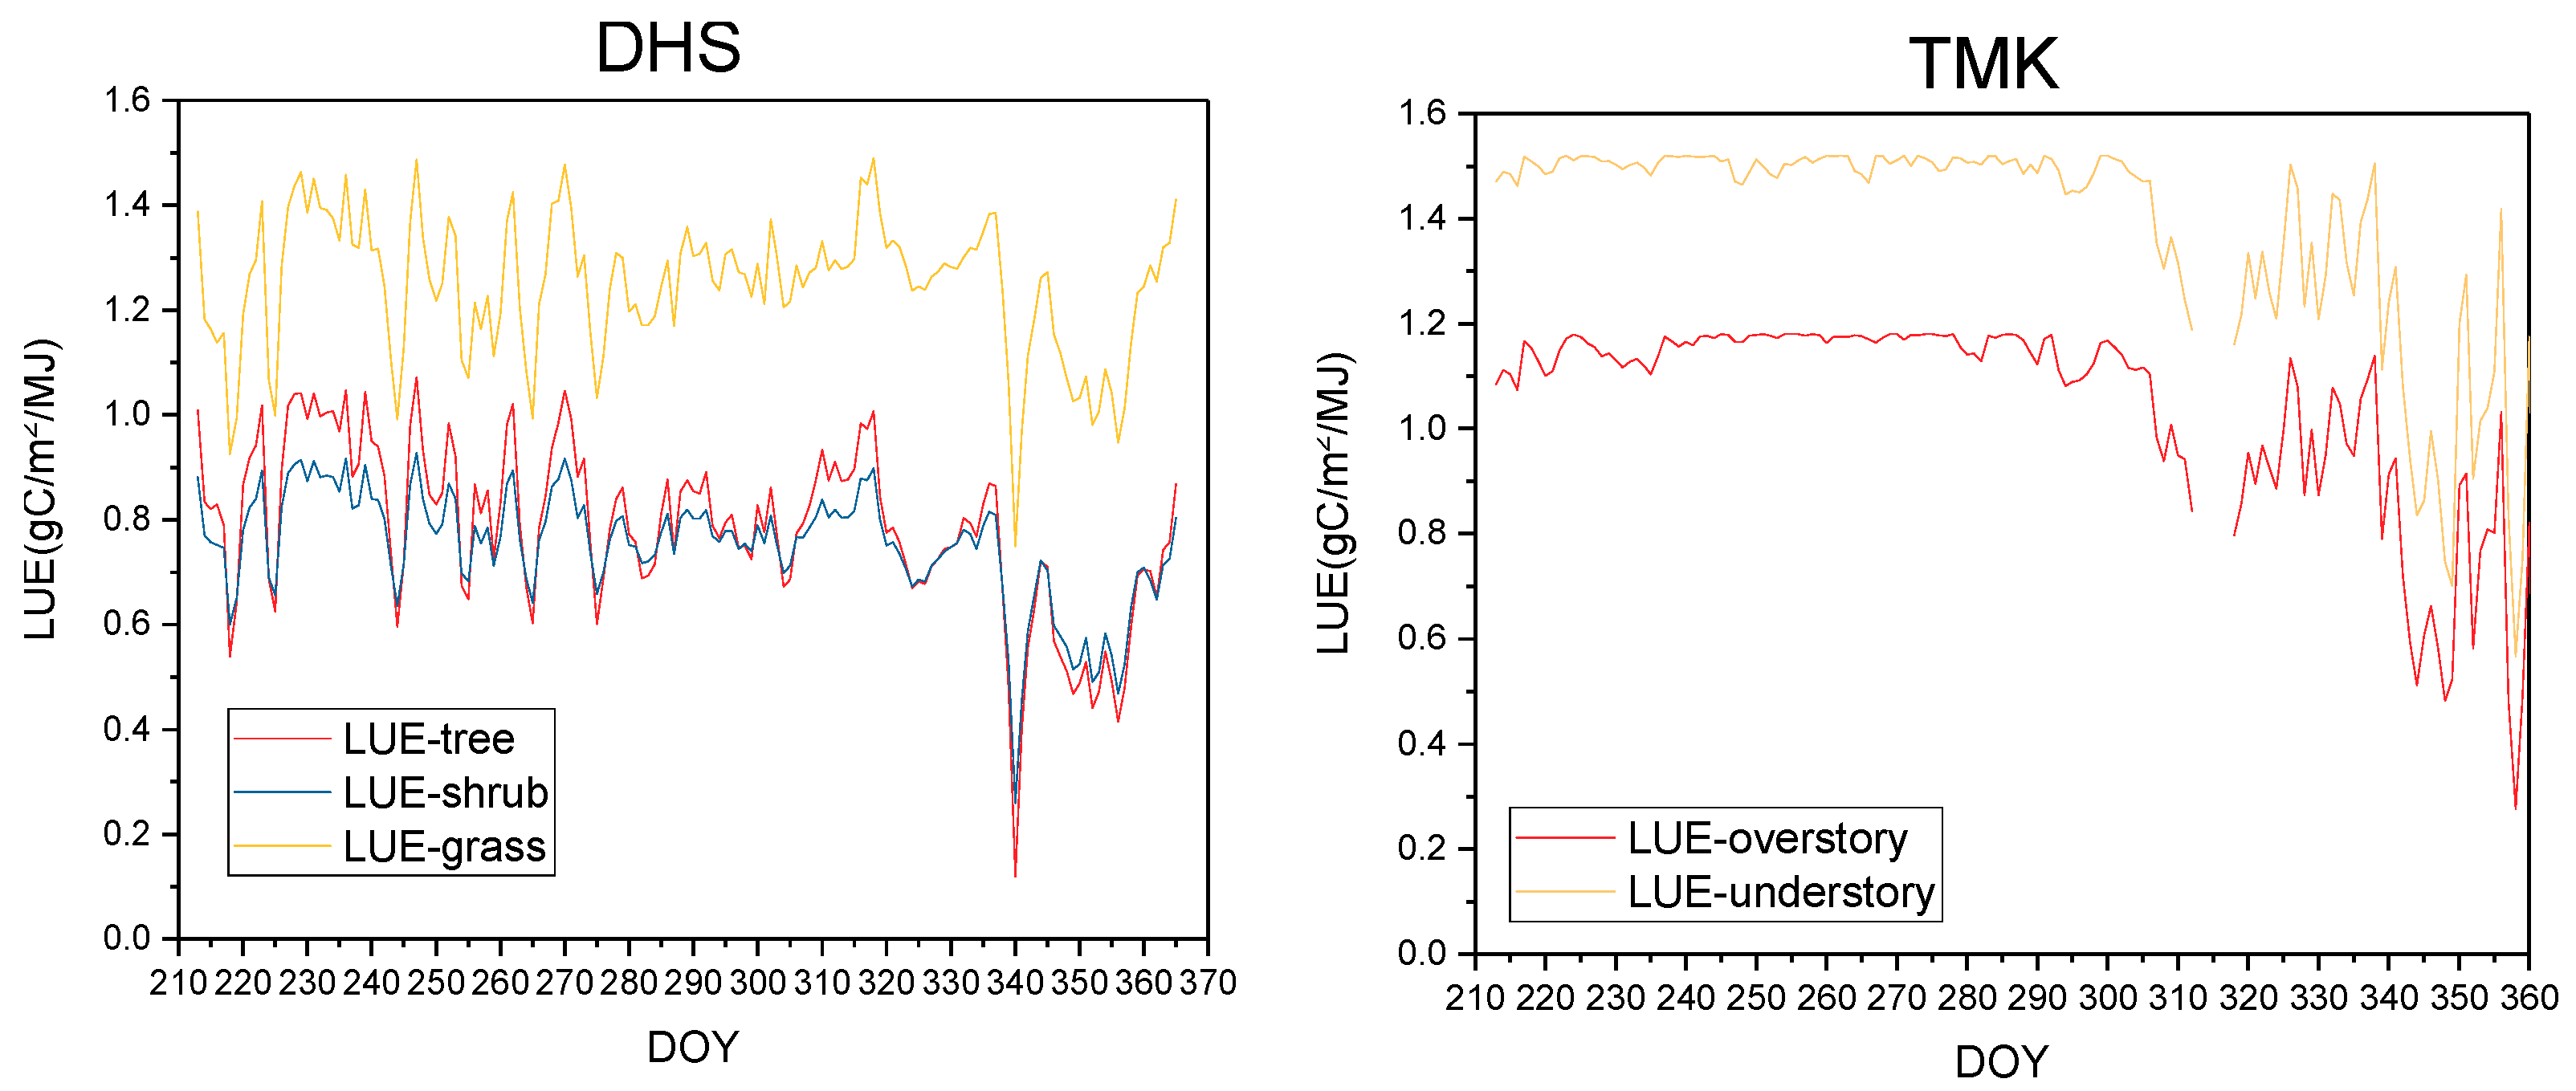 DHS
LUE(gC/m²/MJ)
1.6
1.4
1.2
1.0
0.8
0.6
0.4
0.2
0.0
LUE-tree
LUE-shrub
LUE-grass
210 220 230 240 250 260 270 280 290 300 310 320 330 340 350 360 370
DOY
TMK
LUE(gC/m²/MJ)
1.6
1.4
1.2
1.0
0.8
0.6
0.4
0.2
0.0
LUE-overstory
LUE-understory
210 220 230 240 250 260 270 280 290 300 310 320 330 340 350 360
DOY